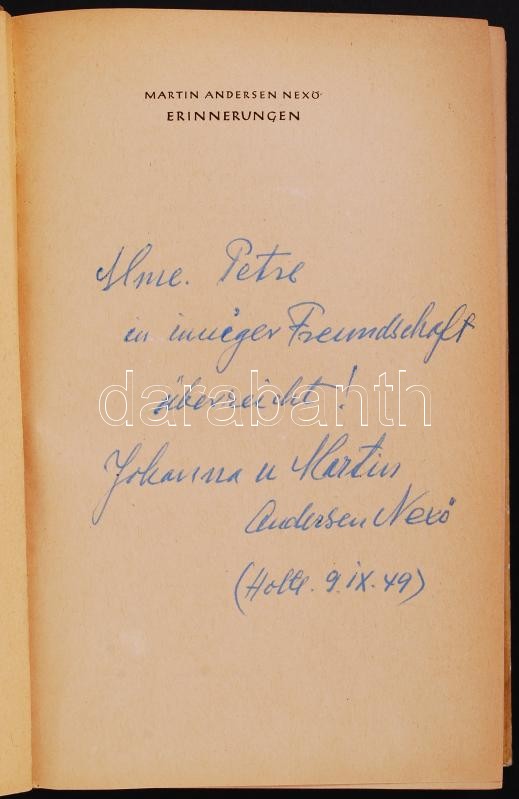 MARTIN ANDERSEN NEXÖ
ERINNERUNGEN
Mme. Petre
in inniger Freundschaft
überreicht!
darabanth
Johanna u Martin
Andersen Nexö
(Holte. 9.IX.49)